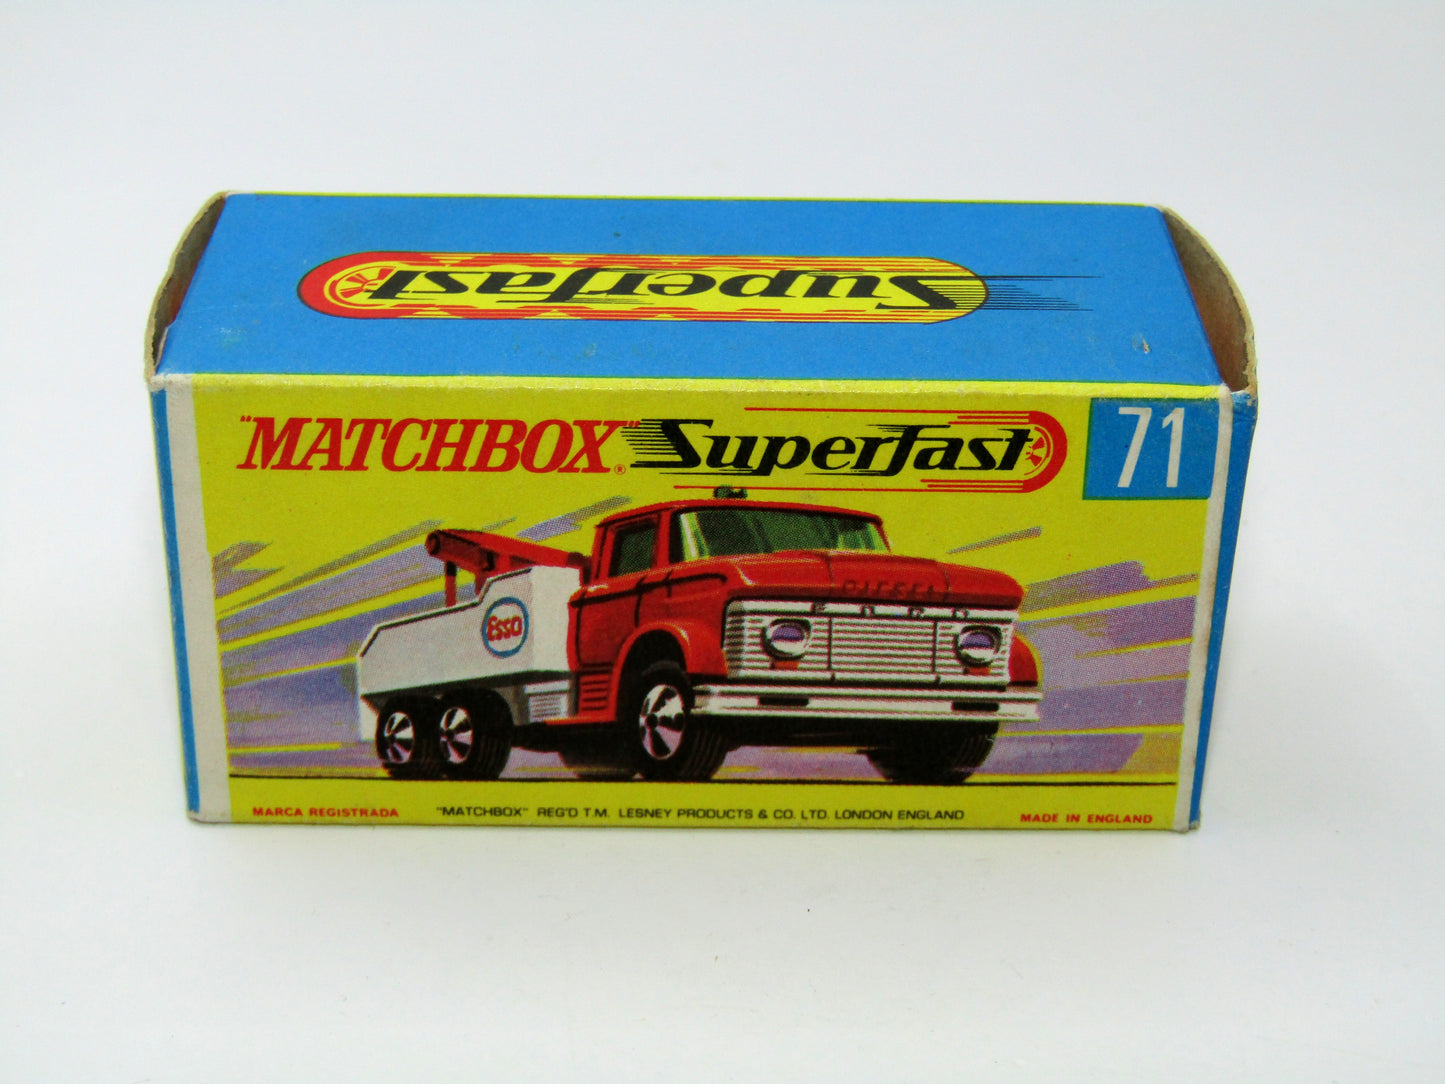 Superfast
"MATCHBOX"® Superfast 71
DIESEL
FORD
Esso
MARCA REGISTRADA "MATCHBOX" REG'D T.M. LESNEY PRODUCTS & CO. LTD. LONDON ENGLAND MADE IN ENGLAND